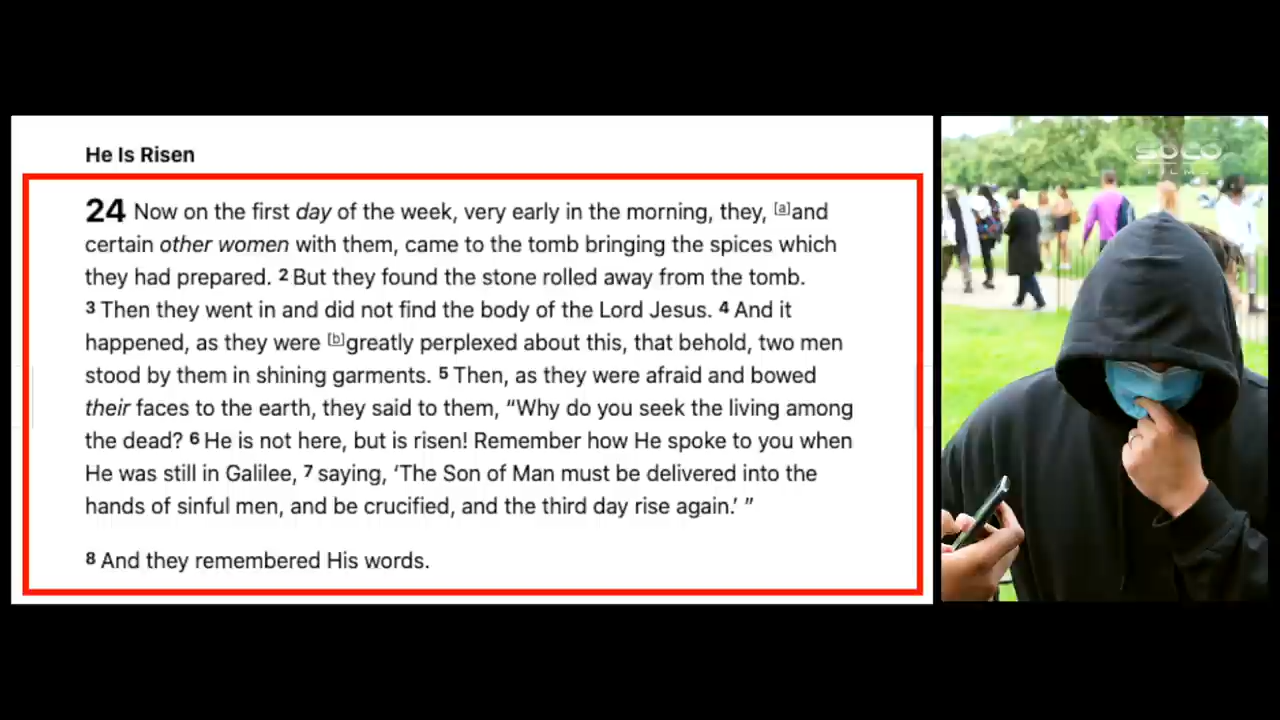 He Is Risen
24 Now on the first day of the week, very early in the morning, they, [a]and
certain other women with them, came to the tomb bringing the spices which
they had prepared. 2 But they found the stone rolled away from the tomb.
3 Then they went in and did not find the body of the Lord Jesus. 4 And it
happened, as they were [b]greatly perplexed about this, that behold, two men
stood by them in shining garments. 5 Then, as they were afraid and bowed
their faces to the earth, they said to them, “Why do you seek the living among
the dead? 6 He is not here, but is risen! Remember how He spoke to you when
He was still in Galilee, 7 saying, ‘The Son of Man must be delivered into the
hands of sinful men, and be crucified, and the third day rise again.’ ”
8 And they remembered His words.
SOCO
FILMS